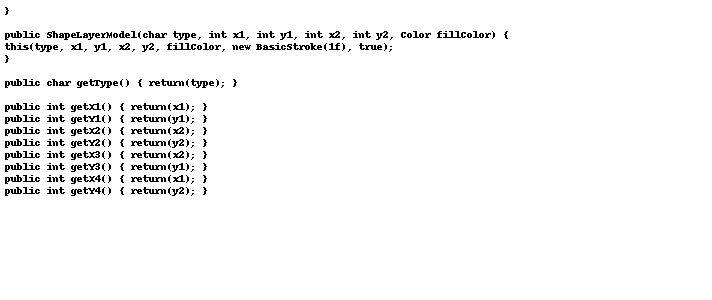 }
public ShapeLayerModel(char type, int x1, int y1, int x2, int y2, Color fillColor) {
this(type, x1, y1, x2, y2, fillColor, new BasicStroke(1f), true);
}
public char getType() { return(type); }
public int getX1() { return(x1); }
public int getY1() { return(y1); }
public int getX2() { return(x2); }
public int getY2() { return(y2); }
public int getX3() { return(x2); }
public int getY3() { return(y1); }
public int getX4() { return(x1); }
public int getY4() { return(y2); }